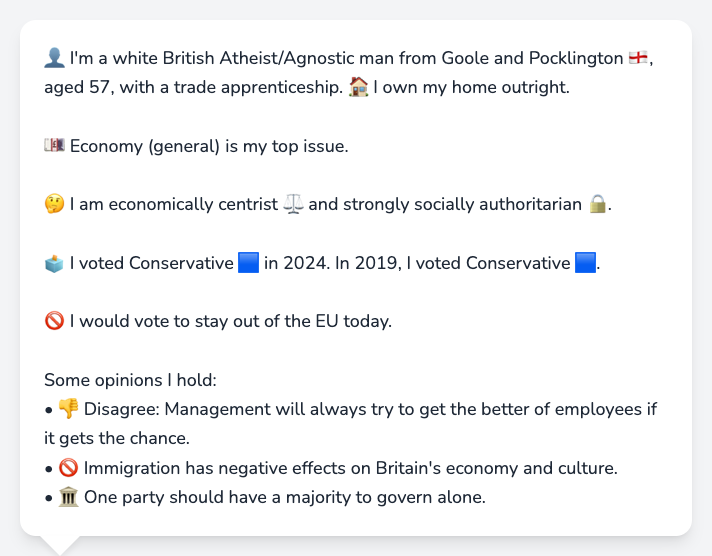 👤 I'm a white British Atheist/Agnostic man from Goole and Pocklington 🏴󠁧󠁢󠁥󠁮󠁧󠁿,
aged 57, with a trade apprenticeship. 🏠 I own my home outright.
💷 Economy (general) is my top issue.
🤔 I am economically centrist ⚖️ and strongly socially authoritarian 🔒.
🗳️ I voted Conservative 🟦 in 2024. In 2019, I voted Conservative 🟦.
🚫 I would vote to stay out of the EU today.
Some opinions I hold:
• 👎 Disagree: Management will always try to get the better of employees if
it gets the chance.
• 🚫 Immigration has negative effects on Britain's economy and culture.
• 🏛️ One party should have a majority to govern alone.